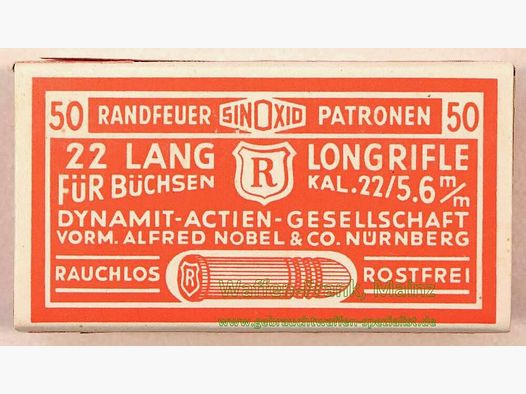 50 RANDFEUER SINOXID PATRONEN 50
22 LANG R LONGRIFLE
FÜR BÜCHSEN KAL. 22/5.6 m/m
DYNAMIT-ACTIEN-GESELLSCHAFT
VORM. ALFRED NOBEL & CO. NÜRNBERG
RAUCHLOS R ROSTFREI
www.gebrauchtwaffen-spezialist.de